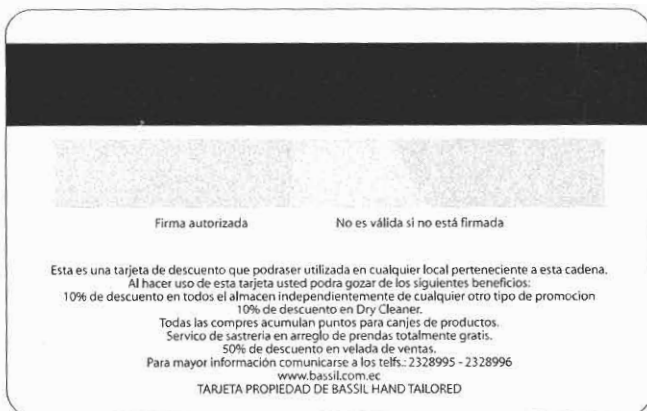 Firma autorizada No es válida si no está firmada
Esta es una tarjeta de descuento que podraser utilizada en cualquier local perteneciente a esta cadena.
Al hacer uso de esta tarjeta usted podra gozar de los siguientes beneficios:
10% de descuento en todos el almacen independientemente de cualquier otro tipo de promocion
10% de descuento en Dry Cleaner.
Todas las compres acumulan puntos para canjes de productos.
Servico de sastreria en arreglo de prendas totalmente gratis.
50% de descuento en velada de ventas.
Para mayor información comunicarse a los telfs.: 2328995 - 2328996
www.bassil.com.ec
TARJETA PROPIEDAD DE BASSIL HAND TAILORED